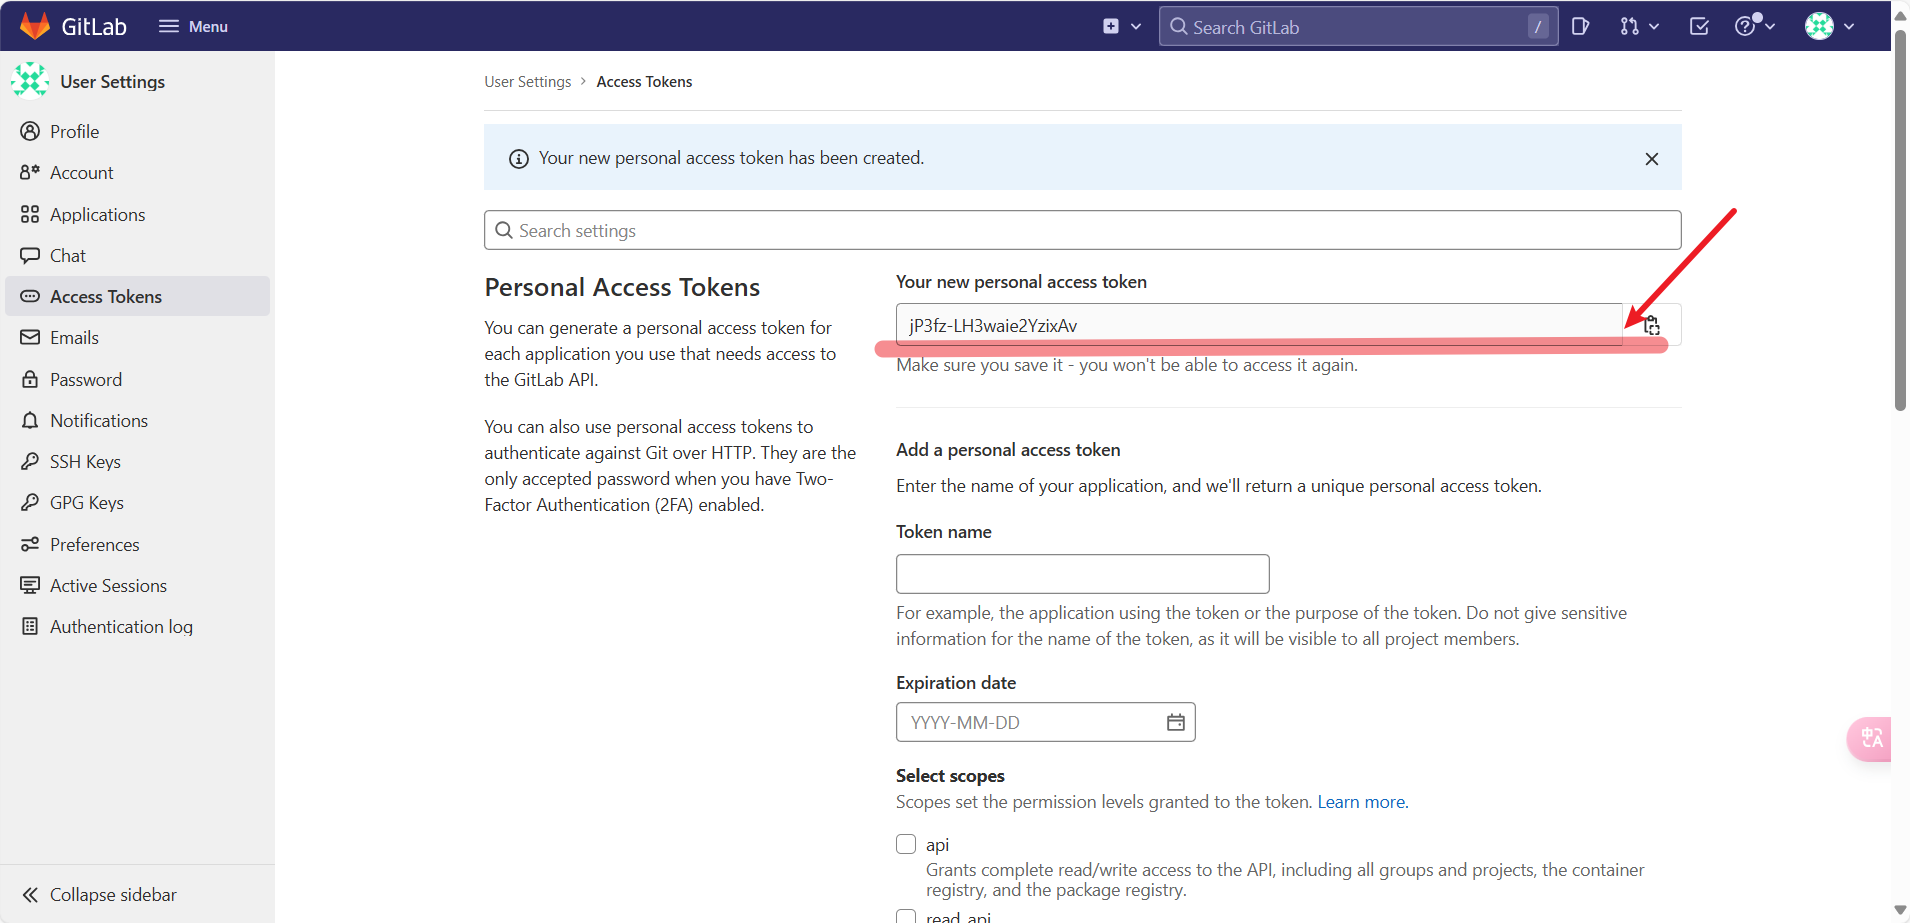 GitLab
Menu
Search GitLab
/
User Settings
Profile
Account
Applications
Chat
Access Tokens
Emails
Password
Notifications
SSH Keys
GPG Keys
Preferences
Active Sessions
Authentication log
Collapse sidebar
User Settings > Access Tokens
Your new personal access token has been created.
Search settings
Personal Access Tokens
You can generate a personal access token for
each application you use that needs access to
the GitLab API.
You can also use personal access tokens to
authenticate against Git over HTTP. They are the
only accepted password when you have Two-
Factor Authentication (2FA) enabled.
Your new personal access token
jP3fz-LH3waie2YzixAv
Make sure you save it - you won't be able to access it again.
Add a personal access token
Enter the name of your application, and we'll return a unique personal access token.
Token name
For example, the application using the token or the purpose of the token. Do not give sensitive
information for the name of the token, as it will be visible to all project members.
Expiration date
YYYY-MM-DD
Select scopes
Scopes set the permission levels granted to the token. Learn more.
api
Grants complete read/write access to the API, including all groups and projects, the container
registry, and the package registry.
read_api
中A